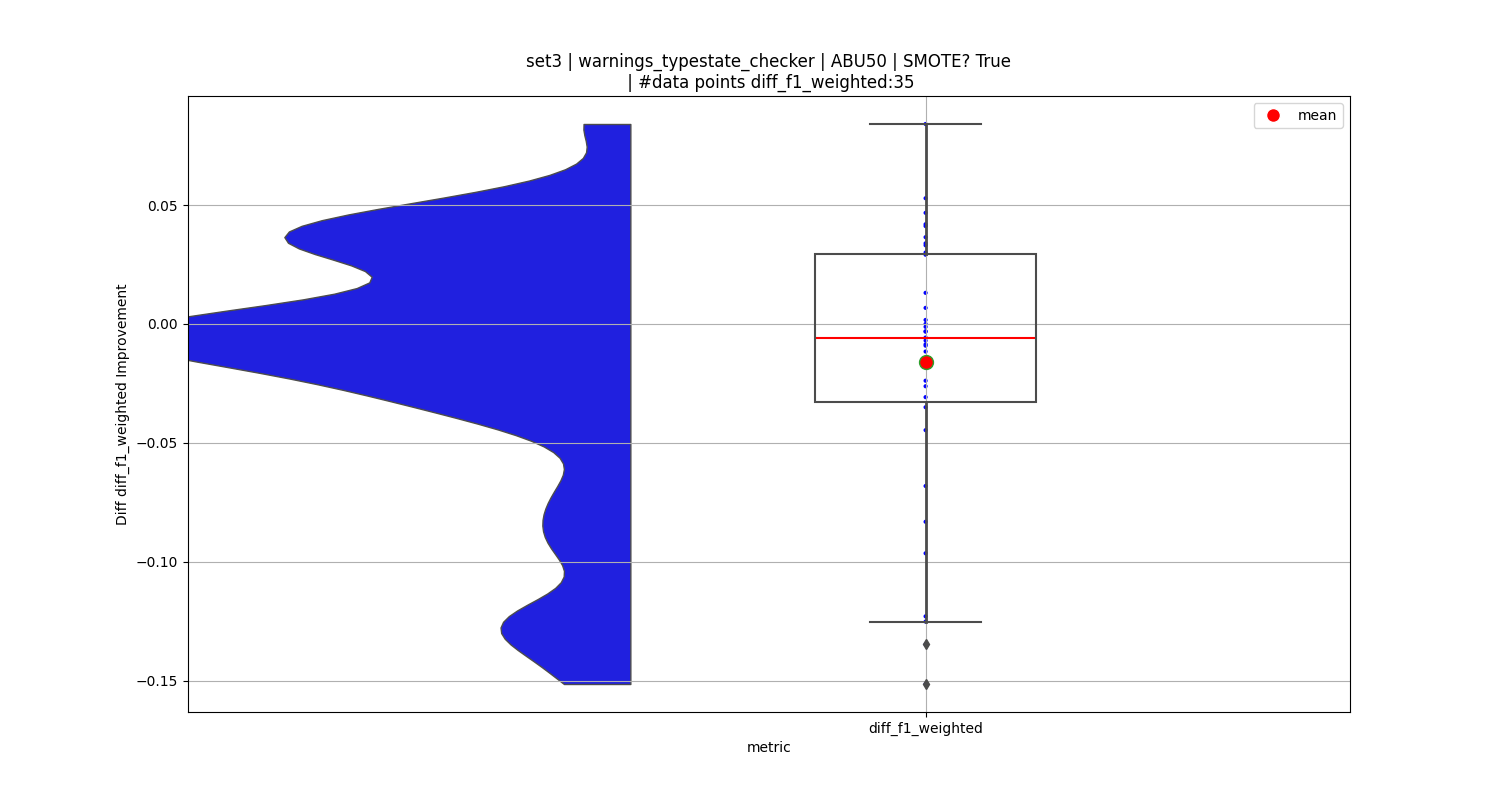 set3 | warnings_typestate_checker | ABU50 | SMOTE? True
| #data points diff_f1_weighted:35
mean
0.05
0.00
−0.05
−0.10
−0.15
Diff diff_f1_weighted Improvement
diff_f1_weighted
metric